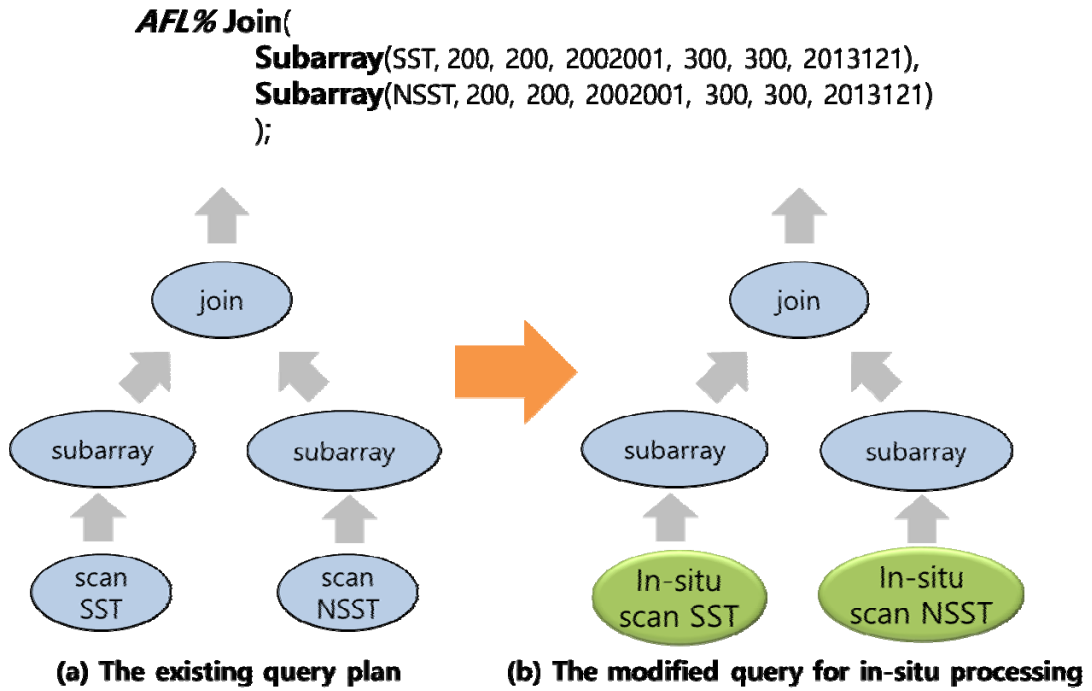 AFL% Join(
Subarray(SST, 200, 200, 2002001, 300, 300, 2013121),
Subarray(NSST, 200, 200, 2002001, 300, 300, 2013121)
);
join
subarray
subarray
scan
SST
scan
NSST
(a) The existing query plan
join
subarray
subarray
In-situ
scan SST
In-situ
scan NSST
(b) The modified query for in-situ processing